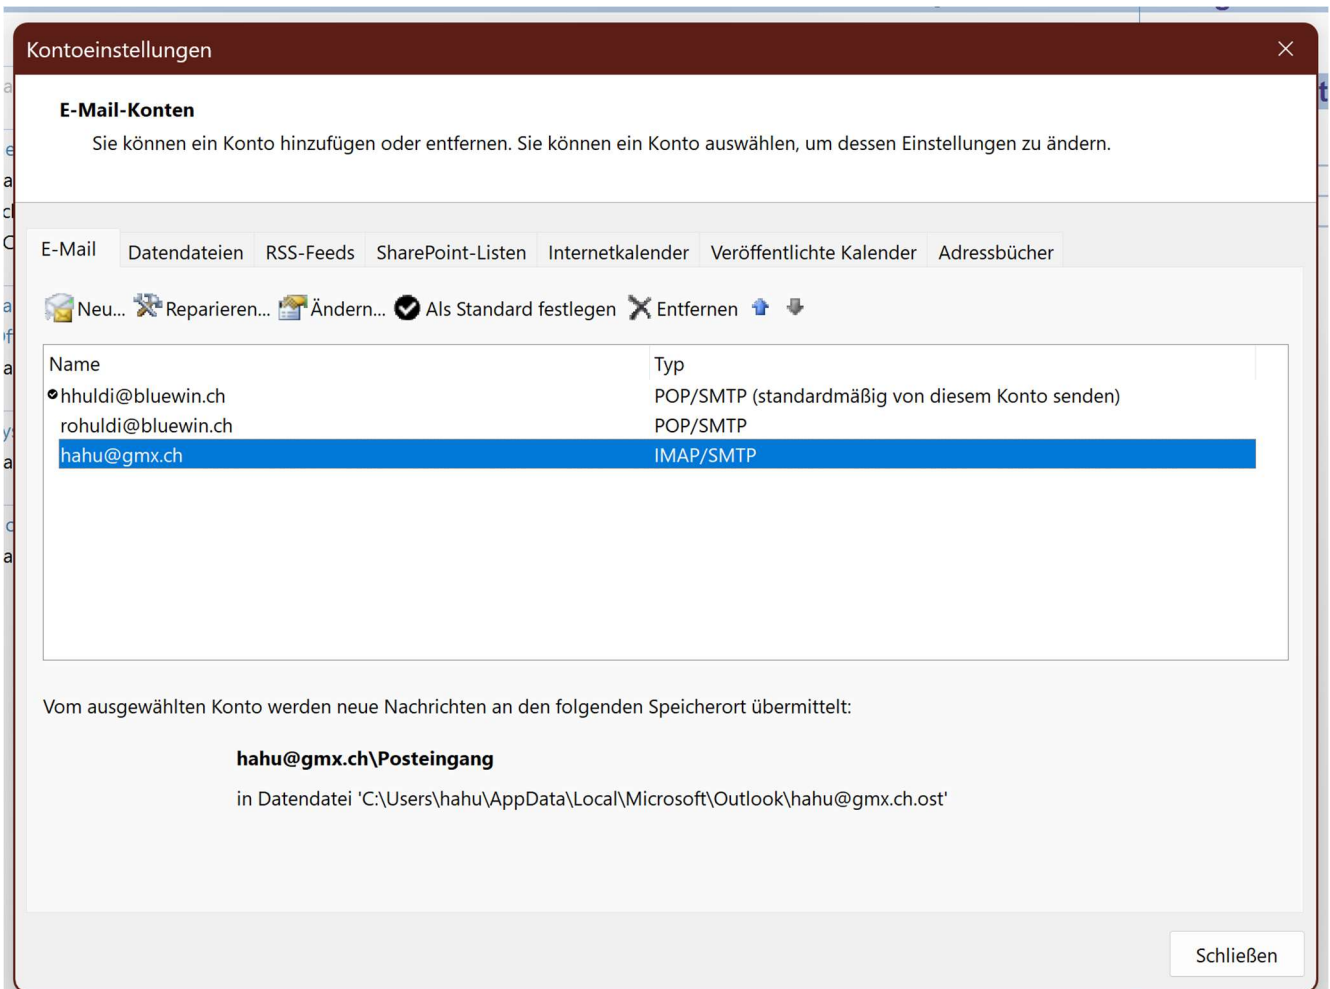 Kontoeinstellungen
E-Mail-Konten
Sie können ein Konto hinzufügen oder entfernen. Sie können ein Konto auswählen, um dessen Einstellungen zu ändern.
E-Mail Datendateien RSS-Feeds SharePoint-Listen Internetkalender Veröffentlichte Kalender Adressbücher
Neu... Reparieren... Ändern... Als Standard festlegen Entfernen
Name Typ
hhuldi@bluewin.ch POP/SMTP (standardmäßig von diesem Konto senden)
rohuldi@bluewin.ch POP/SMTP
hahu@gmx.ch IMAP/SMTP
Vom ausgewählten Konto werden neue Nachrichten an den folgenden Speicherort übermittelt:
hahu@gmx.ch\Posteingang
in Datendatei 'C:\Users\hahu\AppData\Local\Microsoft\Outlook\hahu@gmx.ch.ost'
Schließen